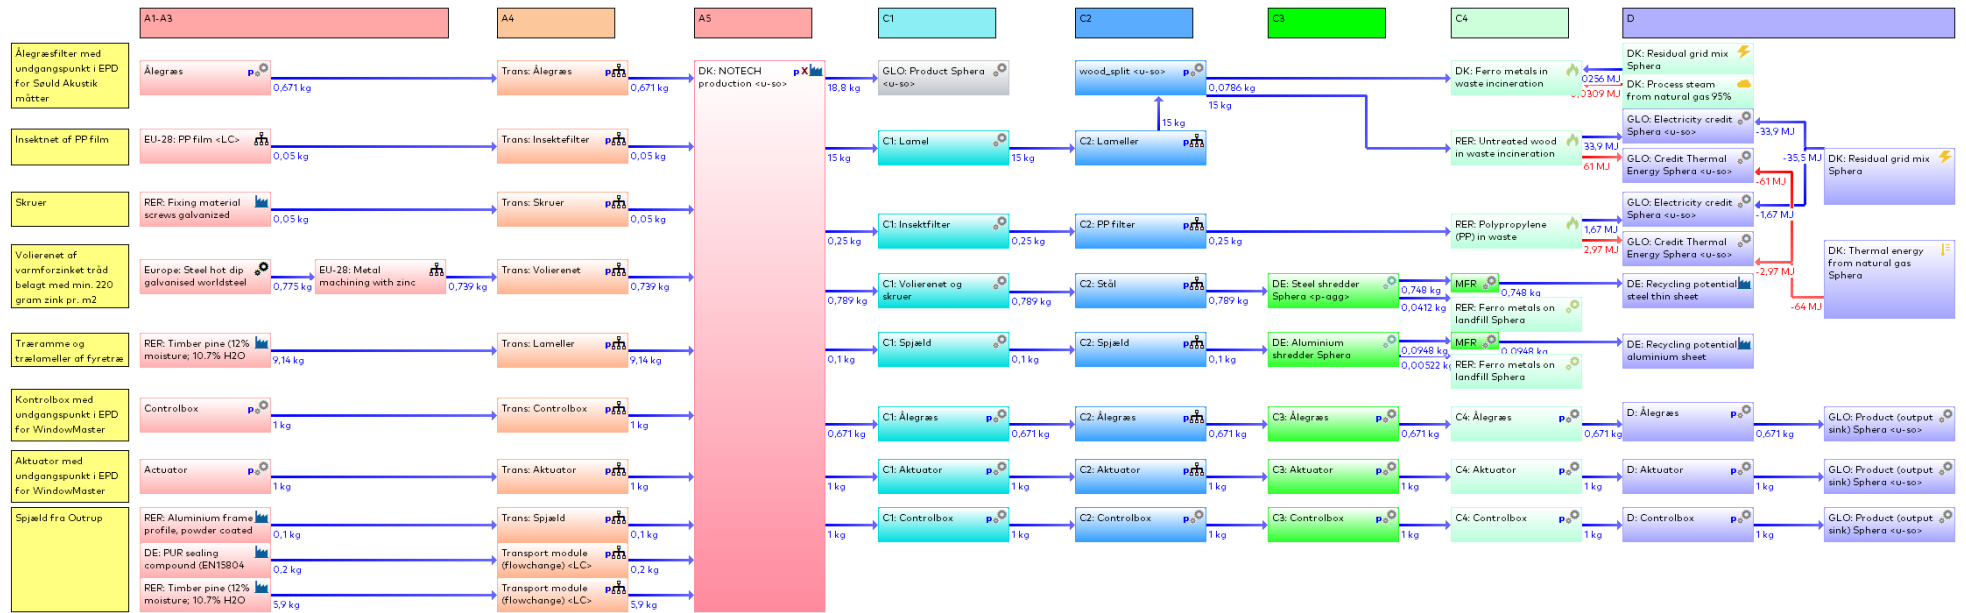 A1-A3
A4
A5
C1
C2
C3
C4
D
Ålegræsfilter med
undgangspunkt i EPD
for Søuld Akustik
måtter
Ålegræs
0,671 kg
Trans: Ålegræs
0,671 kg
DK: NOTECH
production <u-so>
18,8 kg
GLO: Product Sphera
<u-so>
wood_split <u-so>
0,0786 kg
15 kg
DK: Ferro metals in
waste incineration
DK: Residual grid mix
Sphera
DK: Process steam
from natural gas 95%
Insektnet af PP film
EU-28: PP film <LC>
0,05 kg
Trans: Insektefilter
0,05 kg
15 kg
C1: Lamel
15 kg
C2: Lameller
15 kg
RER: Untreated wood
in waste incineration
33,9 MJ
61 MJ
GLO: Electricity credit
Sphera <u-so>
-33,9 MJ
GLO: Credit Thermal
Energy Sphera <u-so>
-61 MJ
-35,5 MJ
DK: Residual grid mix
Sphera
Skruer
RER: Fixing material
screws galvanized
0,05 kg
Trans: Skruer
0,05 kg
0,25 kg
C1: Insektfilter
0,25 kg
C2: PP filter
0,25 kg
RER: Polypropylene
(PP) in waste
1,67 MJ
2,97 MJ
GLO: Electricity credit
Sphera <u-so>
-1,67 MJ
GLO: Credit Thermal
Energy Sphera <u-so>
-2,97 MJ
-64 MJ
DK: Thermal energy
from natural gas
Sphera
Volierenet af
varmforzinket tråd
belagt med min. 220
gram zink pr. m2
Europe: Steel hot dip
galvanised worldsteel
0,775 kg
EU-28: Metal
machining with zinc
0,739 kg
Trans: Volierenet
0,739 kg
0,789 kg
C1: Volierenet og
skruer
0,789 kg
C2: Stål
0,789 kg
DE: Steel shredder
Sphera <p-agg>
0,748 kg
0,0412 kg
MFR
0,748 kg
RER: Ferro metals on
landfill Sphera
DE: Recycling potential
steel thin sheet
Træramme og
trælameller af fyretræ
RER: Timber pine (12%
moisture; 10.7% H2O
9,14 kg
Trans: Lameller
9,14 kg
0,1 kg
C1: Spjæld
0,1 kg
C2: Spjæld
0,1 kg
DE: Aluminium
shredder Sphera
0,0948 kg
0,00522 kg
MFR
0,0948 kg
RER: Ferro metals on
landfill Sphera
DE: Recycling potential
aluminium sheet
Kontrolbox med
undgangspunkt i EPD
for WindowMaster
Controlbox
1 kg
Trans: Controlbox
1 kg
0,671 kg
C1: Ålegræs
0,671 kg
C2: Ålegræs
0,671 kg
C3: Ålegræs
0,671 kg
C4: Ålegræs
0,671 kg
D: Ålegræs
0,671 kg
GLO: Product (output
sink) Sphera <u-so>
Aktuator med
undgangspunkt i EPD
for WindowMaster
Actuator
1 kg
Trans: Aktuator
1 kg
1 kg
C1: Aktuator
1 kg
C2: Aktuator
1 kg
C3: Aktuator
1 kg
C4: Aktuator
1 kg
D: Aktuator
1 kg
GLO: Product (output
sink) Sphera <u-so>
Spjæld fra Outrup
RER: Aluminium frame
profile, powder coated
0,1 kg
Trans: Spjæld
0,1 kg
1 kg
C1: Controlbox
1 kg
C2: Controlbox
1 kg
C3: Controlbox
1 kg
C4: Controlbox
1 kg
D: Controlbox
1 kg
GLO: Product (output
sink) Sphera <u-so>
DE: PUR sealing
compound (EN15804
0,2 kg
Transport module
(flowchange) <LC>
0,2 kg
RER: Timber pine (12%
moisture; 10.7% H2O
5,9 kg
Transport module
(flowchange) <LC>
5,9 kg